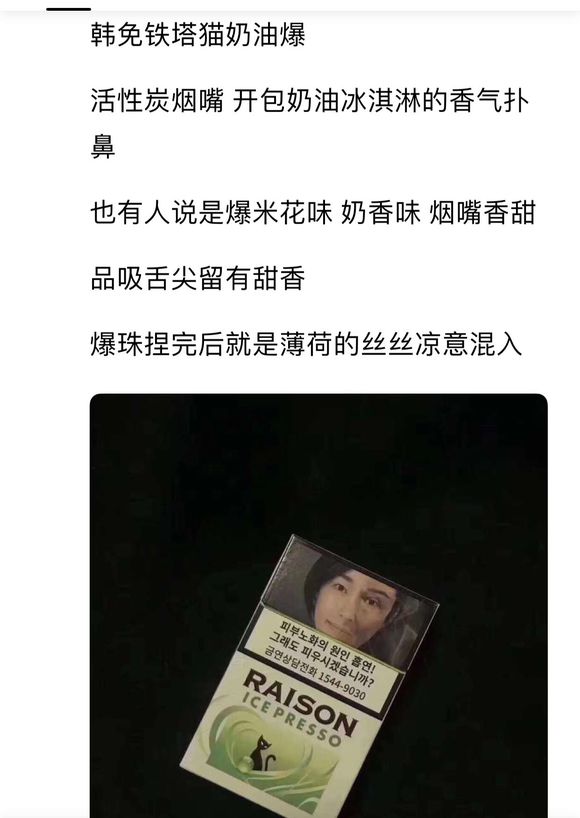 韩免铁塔猫奶油爆
活性炭烟嘴 开包奶油冰淇淋的香气扑
鼻
也有人说是爆米花味 奶香味 烟嘴香甜
品吸舌尖留有甜香
爆珠捏完后就是薄荷的丝丝凉意混入
피부노화의 원인 흡연!
그래도 피우시겠습니까?
금연상담전화 1544-9030
RAISON
ICE PRESSO